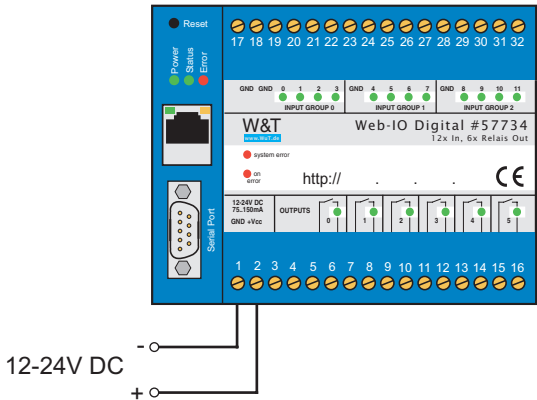 Reset
17 18 19 20 21 22 23 24 25 26 27 28 29 30 31 32
Power
Status
Error
GND GND 0 1 2 3 GND 4 5 6 7 GND 8 9 10 11
INPUT GROUP 0 INPUT GROUP 1 INPUT GROUP 2
W&T Web-IO Digital #57734
www.WuT.de 12x In, 6x Relais Out
system error
on
error
http:// . . . CE
12-24V DC
75..150mA
GND +Vcc
OUTPUTS 0 1 2 3 4 5
Serial Port
1 2 3 4 5 6 7 8 9 10 11 12 13 14 15 16
-
12-24V DC
+